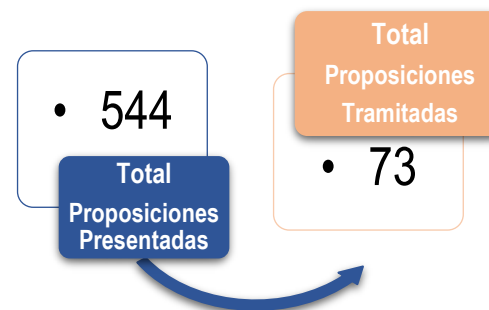 • 544
Total
Proposiciones
Presentadas
Total
Proposiciones
Tramitadas
• 73